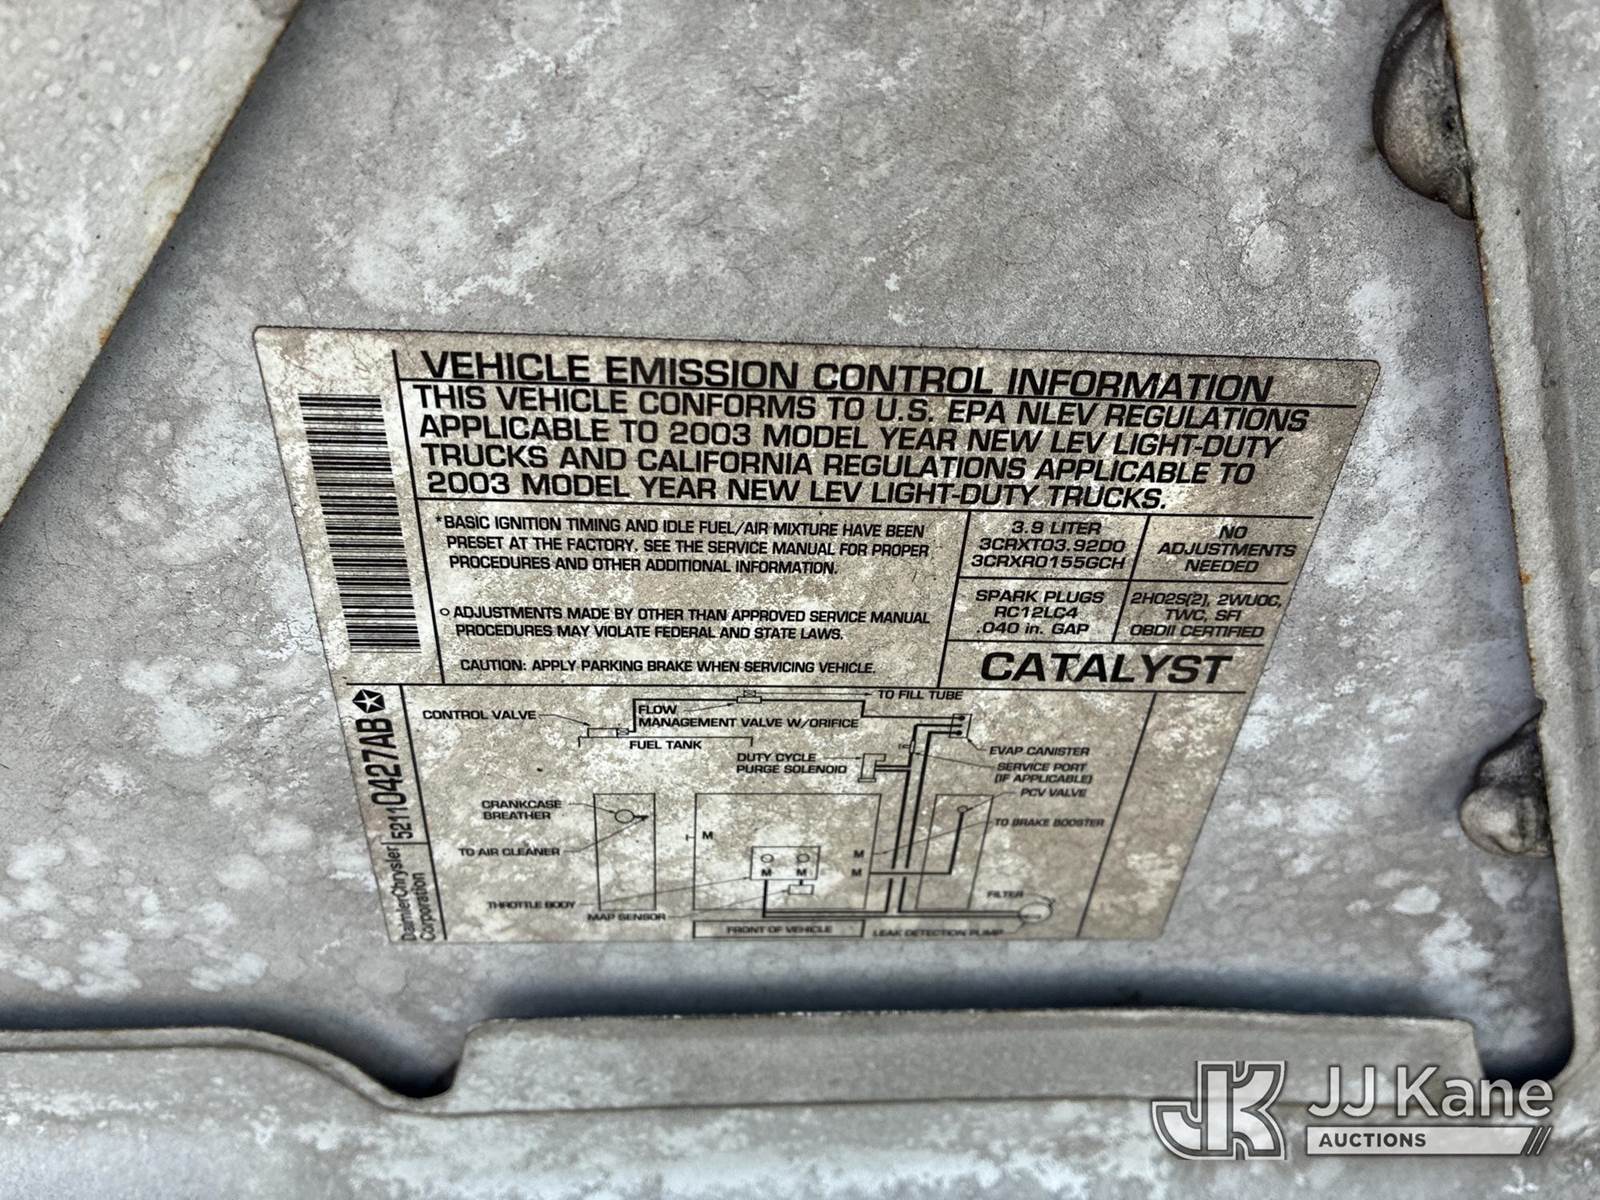 VEHICLE EMISSION CONTROL INFORMATION
THIS VEHICLE CONFORMS TO U.S. EPA NLEV REGULATIONS
APPLICABLE TO 2003 MODEL YEAR NEW LEV LIGHT-DUTY
TRUCKS AND CALIFORNIA REGULATIONS APPLICABLE TO
2003 MODEL YEAR NEW LEV LIGHT-DUTY TRUCKS.
*BASIC IGNITION TIMING AND IDLE FUEL/AIR MIXTURE HAVE BEEN
PRESET AT THE FACTORY. SEE THE SERVICE MANUAL FOR PROPER
PROCEDURES AND OTHER ADDITIONAL INFORMATION.
○ ADJUSTMENTS MADE BY OTHER THAN APPROVED SERVICE MANUAL
PROCEDURES MAY VIOLATE FEDERAL AND STATE LAWS.
CAUTION: APPLY PARKING BRAKE WHEN SERVICING VEHICLE.
3.9 LITER
3CRXT03.92D0
3CRXR0155GCH
NO
ADJUSTMENTS
NEEDED
SPARK PLUGS
RC12LC4
.040 in. GAP
2HO2S(2), 2WUOC,
TWC, SFI
OBDII CERTIFIED
CATALYST
DaimlerChrysler
Corporation
52110427AB
CONTROL VALVE
FLOW
MANAGEMENT VALVE W/ORIFICE
TO FILL TUBE
FUEL TANK
DUTY CYCLE
PURGE SOLENOID
EVAP CANISTER
SERVICE PORT
(IF APPLICABLE)
PCV VALVE
CRANKCASE
BREATHER
TO BRAKE BOOSTER
M
TO AIR CLEANER
M
M
M
M
THROTTLE BODY
MAP SENSOR
FILTER
FRONT OF VEHICLE
LEAK DETECTION PUMP
JK
JJ Kane
AUCTIONS